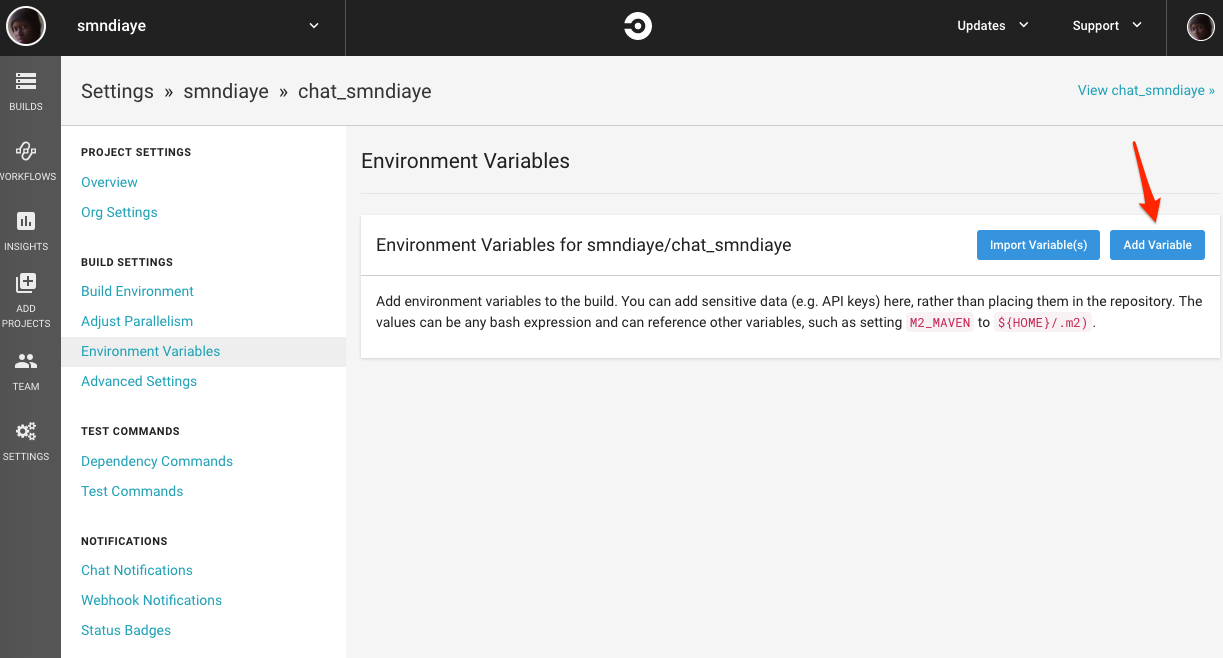 smndiaye
Updates
Support
BUILDS
WORKFLOWS
INSIGHTS
ADD
PROJECTS
TEAM
SETTINGS
Settings » smndiaye » chat_smndiaye
View chat_smndiaye »
PROJECT SETTINGS
Overview
Org Settings
BUILD SETTINGS
Build Environment
Adjust Parallelism
Environment Variables
Advanced Settings
TEST COMMANDS
Dependency Commands
Test Commands
NOTIFICATIONS
Chat Notifications
Webhook Notifications
Status Badges
Environment Variables
Environment Variables for smndiaye/chat_smndiaye
Import Variable(s)
Add Variable
Add environment variables to the build. You can add sensitive data (e.g. API keys) here, rather than placing them in the repository. The
values can be any bash expression and can reference other variables, such as setting M2_MAVEN to ${HOME}/.m2) .